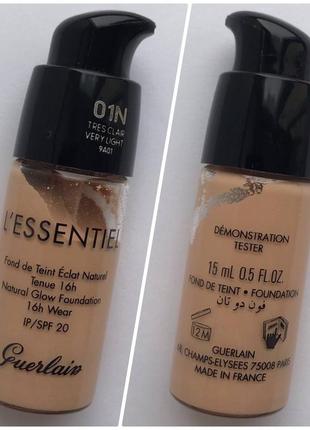 01N
TRES CLAIR
VERY LIGHT
9A01
L'ESSENTIEL
Fond de Teint Éclat Naturel
Tenue 16h
Natural Glow Foundation
16h Wear
IP/SPF 20
Guerlain
DÉMONSTRATION
TESTER
15 mL 0.5 FL.OZ.
FOND DE TEINT • FOUNDATION
فون دو تان
12M
GUERLAIN
68, CHAMPS-ELYSEES 75008 PARIS
MADE IN FRANCE